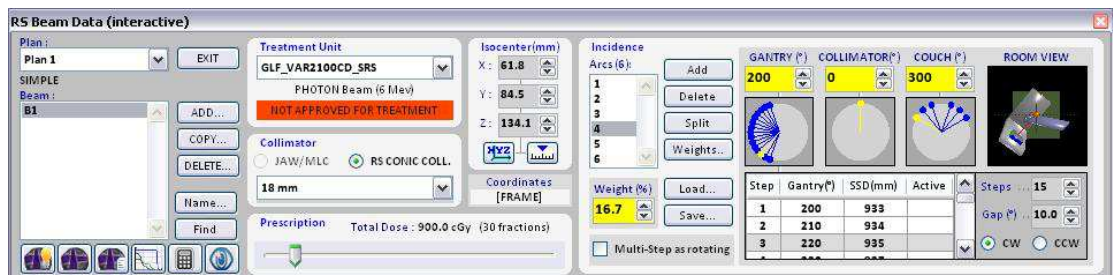 RS Beam Data (interactive)
Plan :
Plan 1
EXIT
SIMPLE
Beam :
B1
ADD...
COPY...
DELETE...
Name...
Find
Treatment Unit
GLF_VAR2100CD_SRS
PHOTON Beam (6 Mev)
NOT APPROVED FOR TREATMENT
Collimator
JAW/MLC RS CONIC COLL.
18 mm
Prescription Total Dose : 900.0 cGy (30 fractions)
Isocenter(mm)
X : 61.8
Y : 84.5
Z : 134.1
XYZ
Coordinates
[FRAME]
Incidence
Arcs (6):
1
2
3
4
5
6
Add
Delete
Split
Weights...
Weight (%)
16.7
Load...
Save...
Multi-Step as rotating
GANTRY (°) COLLIMATOR(°) COUCH (°) ROOM VIEW
200 0 300
Step Gantry(°) SSD(mm) Active
1 200 933
2 210 934
3 220 935
Steps ... 15
Gap (°) .. 10.0
CW CCW